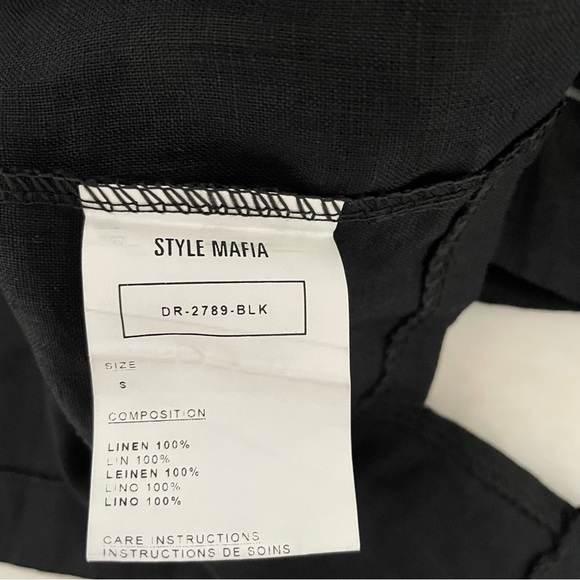 STYLE MAFIA
DR-2789-BLK
SIZE
S
COMPOSITION
LINEN 100%
LIN 100%
LEINEN 100%
LINO 100%
LINO 100%
CARE INSTRUCTIONS
INSTRUCTIONS DE SOINS